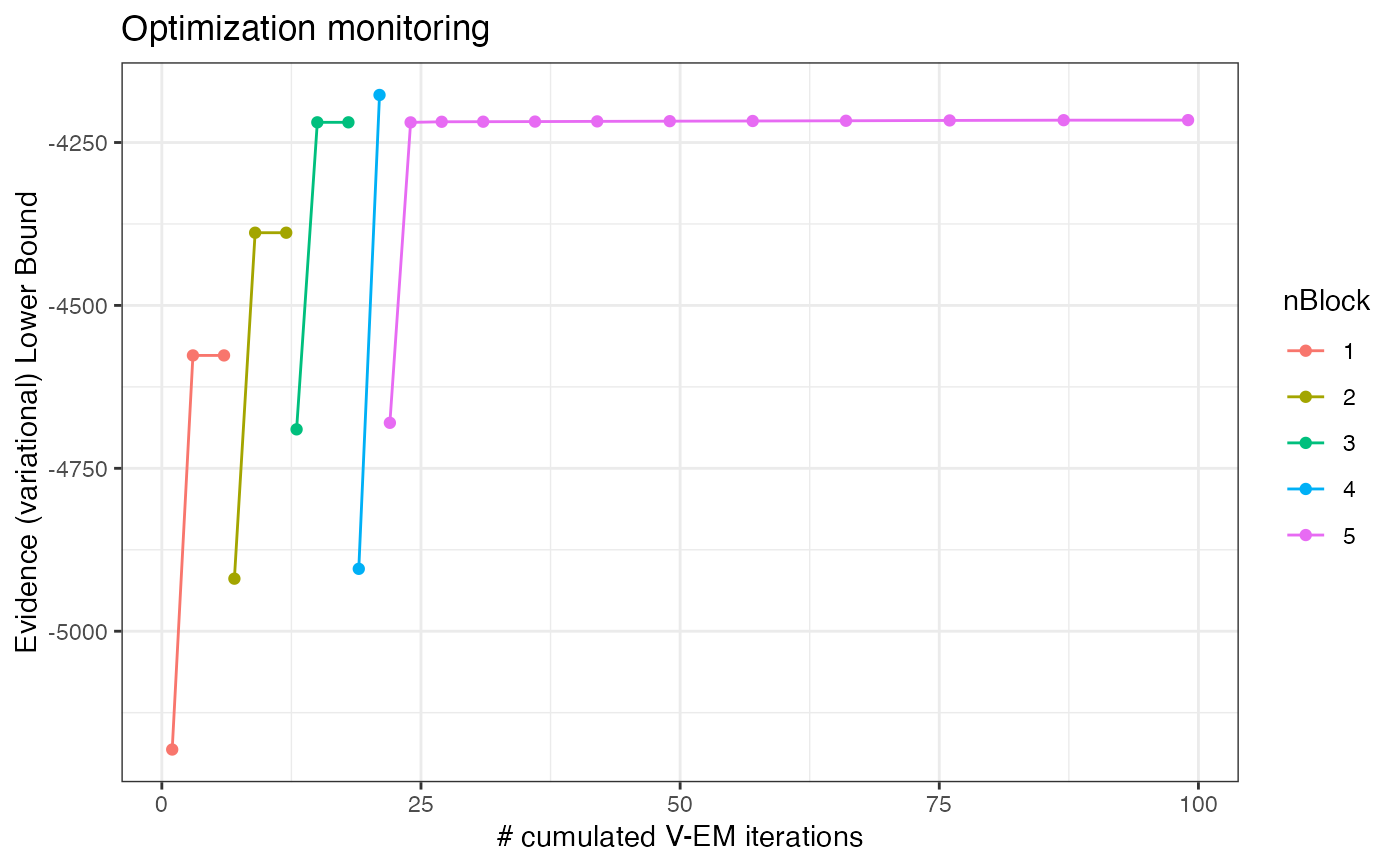 Optimization monitoring
Evidence (variational) Lower Bound
-4250
-4500
-4750
-5000
0 25 50 75 100
# cumulated V-EM iterations
nBlock
1
2
3
4
5